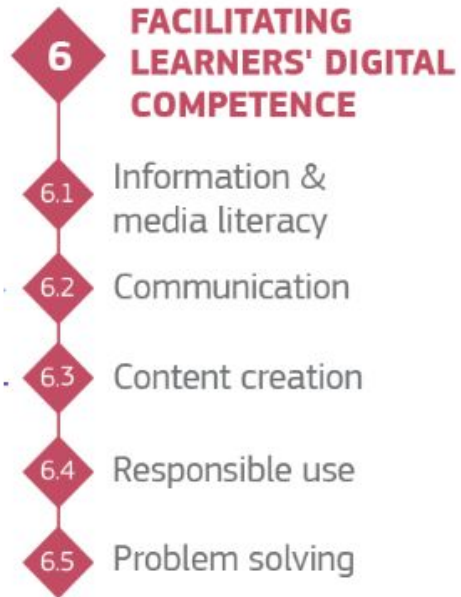 6
FACILITATING
LEARNERS' DIGITAL
COMPETENCE
6.1
Information &
media literacy
6.2
Communication
6.3
Content creation
6.4
Responsible use
6.5
Problem solving